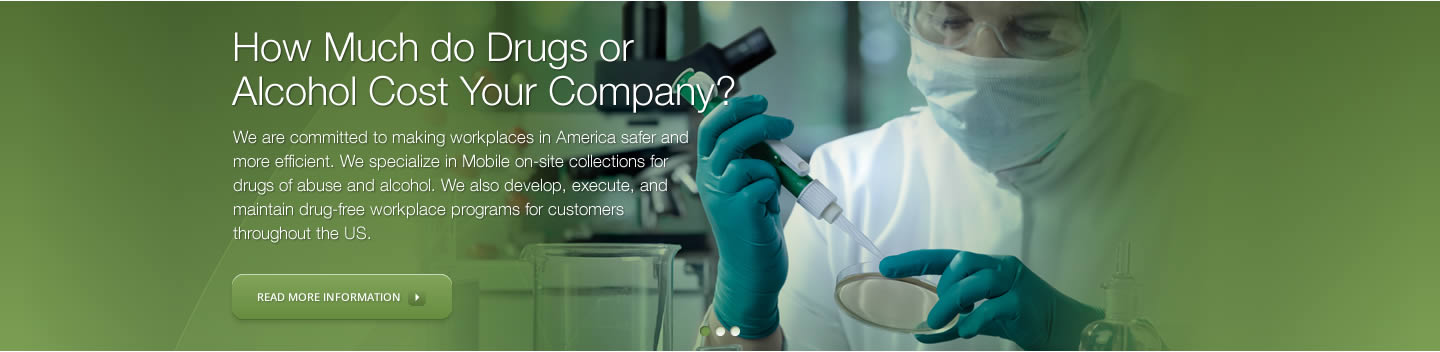 How Much do Drugs or
Alcohol Cost Your Company?
We are committed to making workplaces in America safer and
more efficient. We specialize in Mobile on-site collections for
drugs of abuse and alcohol. We also develop, execute, and
maintain drug-free workplace programs for customers
throughout the US.
READ MORE INFORMATION